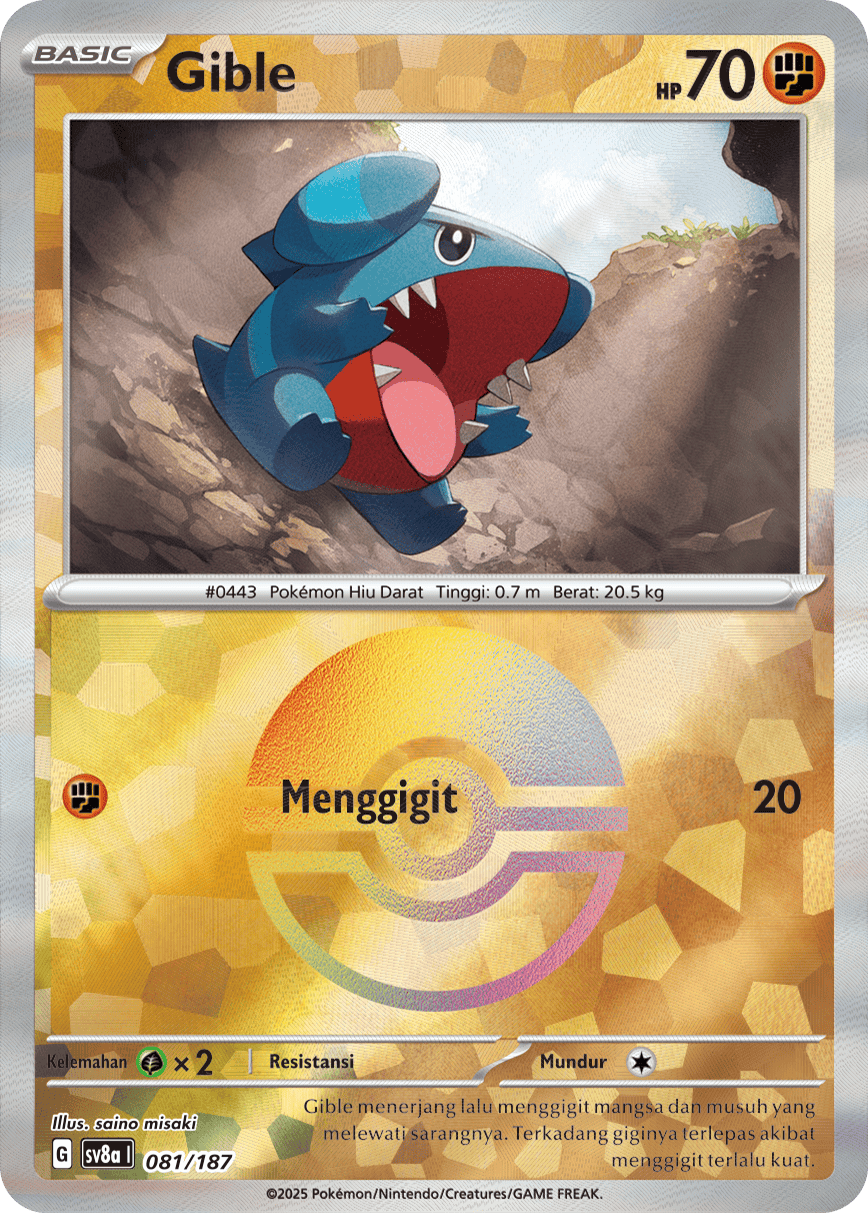 BASIC
Gible
HP 70
#0443 Pokémon Hiu Darat Tinggi: 0.7 m Berat: 20.5 kg
Menggigit 20
Kelemahan ×2 Resistansi Mundur
Gible menerjang lalu menggigit mangsa dan musuh yang
melewati sarangnya. Terkadang giginya terlepas akibat
menggigit terlalu kuat.
Illus. saino misaki
G sv8a I 081/187
©2025 Pokémon/Nintendo/Creatures/GAME FREAK.